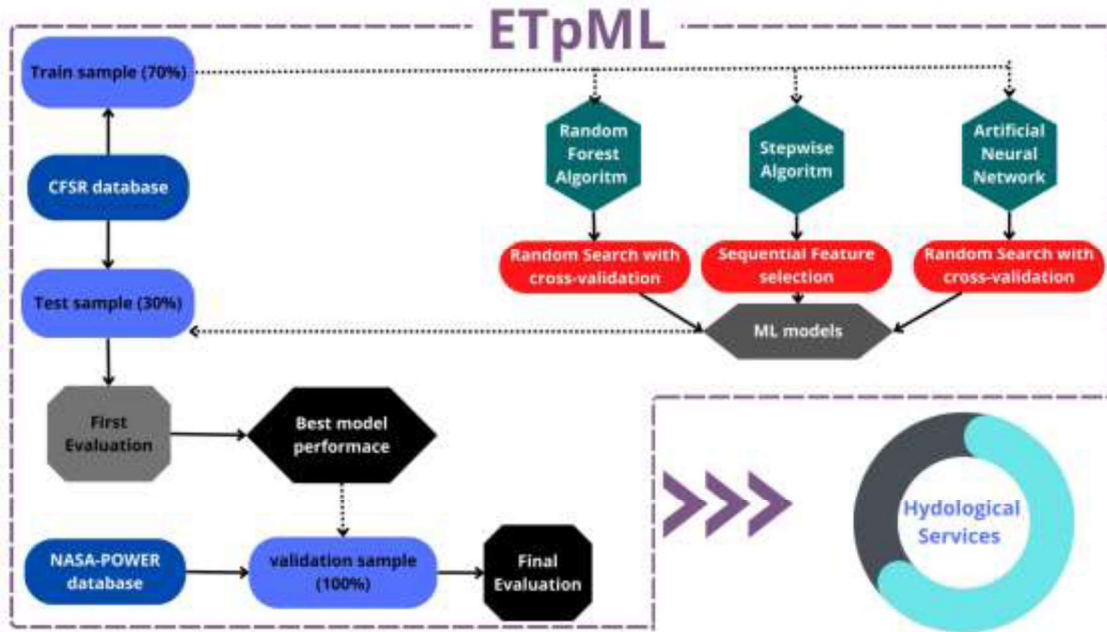 ETpML
Train sample (70%)
CFSR database
Test sample (30%)
Random
Forest
Algoritm
Stepwise
Algoritm
Artificial
Neural
Network
Random Search with
cross-validation
Sequential Feature
selection
Random Search with
cross-validation
ML models
First
Evaluation
Best model
performace
NASA-POWER
database
validation sample
(100%)
Final
Evaluation
Hydological
Services